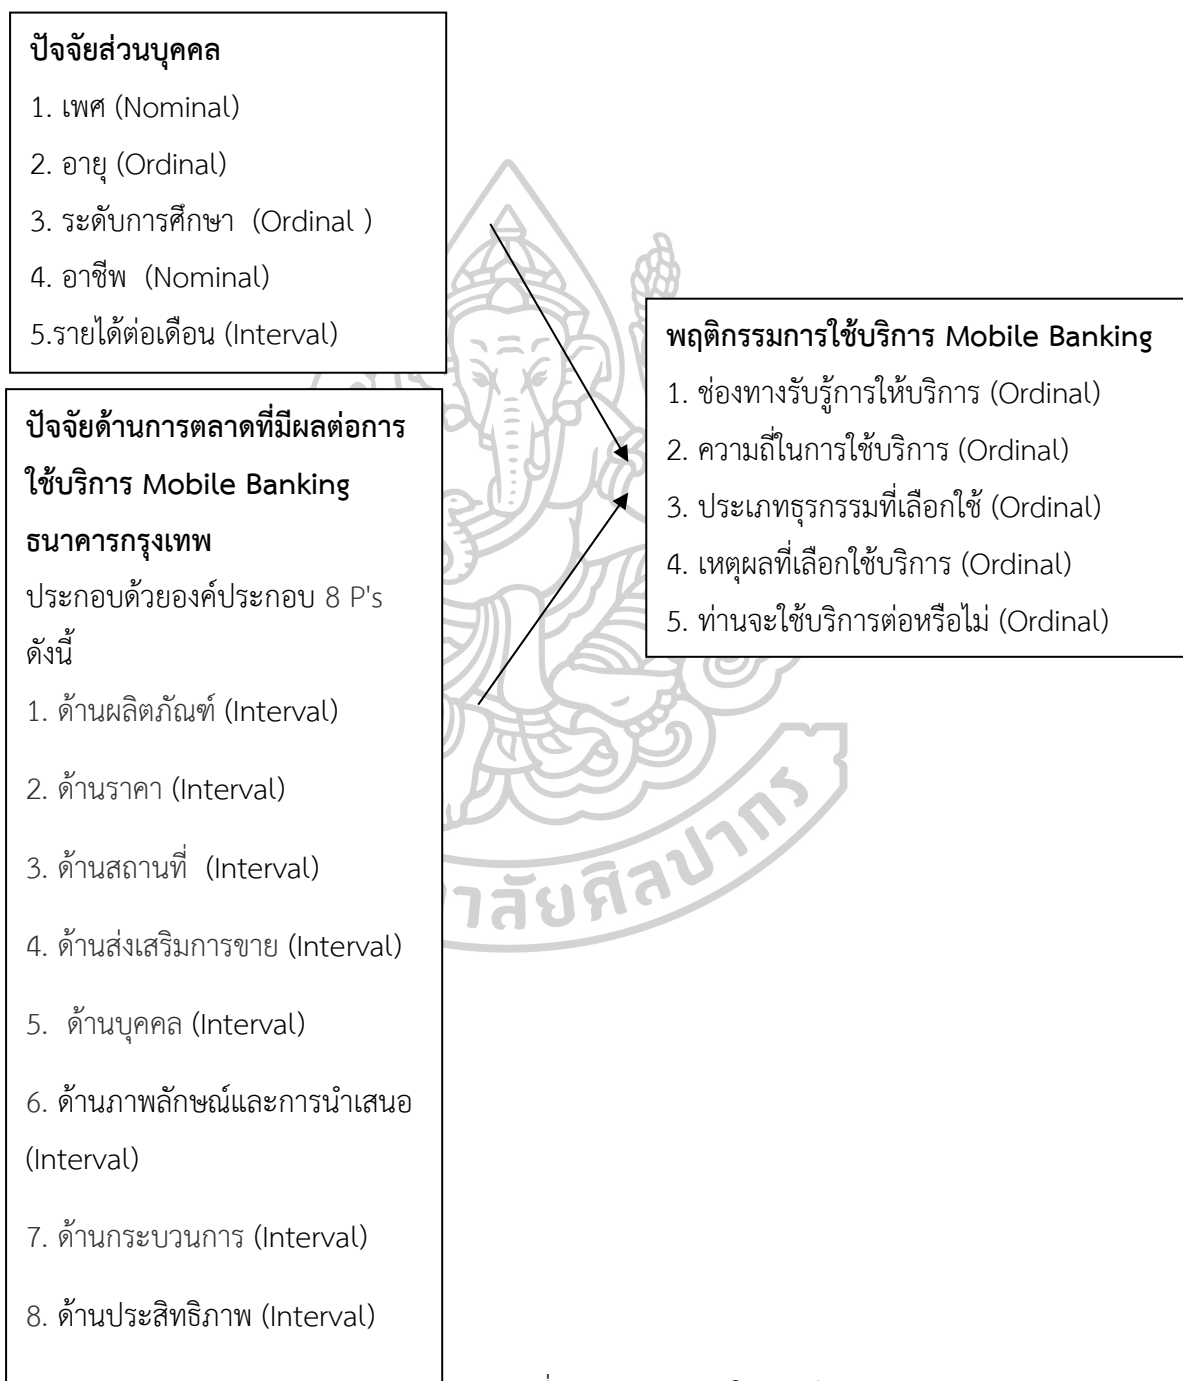 ปัจจัยส่วนบุคคล
1. เพศ (Nominal)
2. อายุ (Ordinal)
3. ระดับการศึกษา  (Ordinal )
4. อาชีพ  (Nominal)
5.รายได้ต่อเดือน (Interval)
ปัจจัยด้านการตลาดที่มีผลต่อการ
ใช้บริการ Mobile Banking
ธนาคารกรุงเทพ
ประกอบด้วยองค์ประกอบ 8 P's
ดังนี้
1. ด้านผลิตภัณฑ์ (Interval)
2. ด้านราคา (Interval)
3. ด้านสถานที่  (Interval)
4. ด้านส่งเสริมการขาย (Interval)
5.  ด้านบุคคล (Interval)
6. ด้านภาพลักษณ์และการนำเสนอ
(Interval)
7. ด้านกระบวนการ (Interval)
8. ด้านประสิทธิภาพ (Interval)
พฤติกรรมการใช้บริการ Mobile Banking
1. ช่องทางรับรู้การให้บริการ (Ordinal)
2. ความถี่ในการใช้บริการ (Ordinal)
3. ประเภทธุรกรรมที่เลือกใช้ (Ordinal)
4. เหตุผลที่เลือกใช้บริการ (Ordinal)
5. ท่านจะใช้บริการต่อหรือไม่ (Ordinal)
าลัยศิลปากร